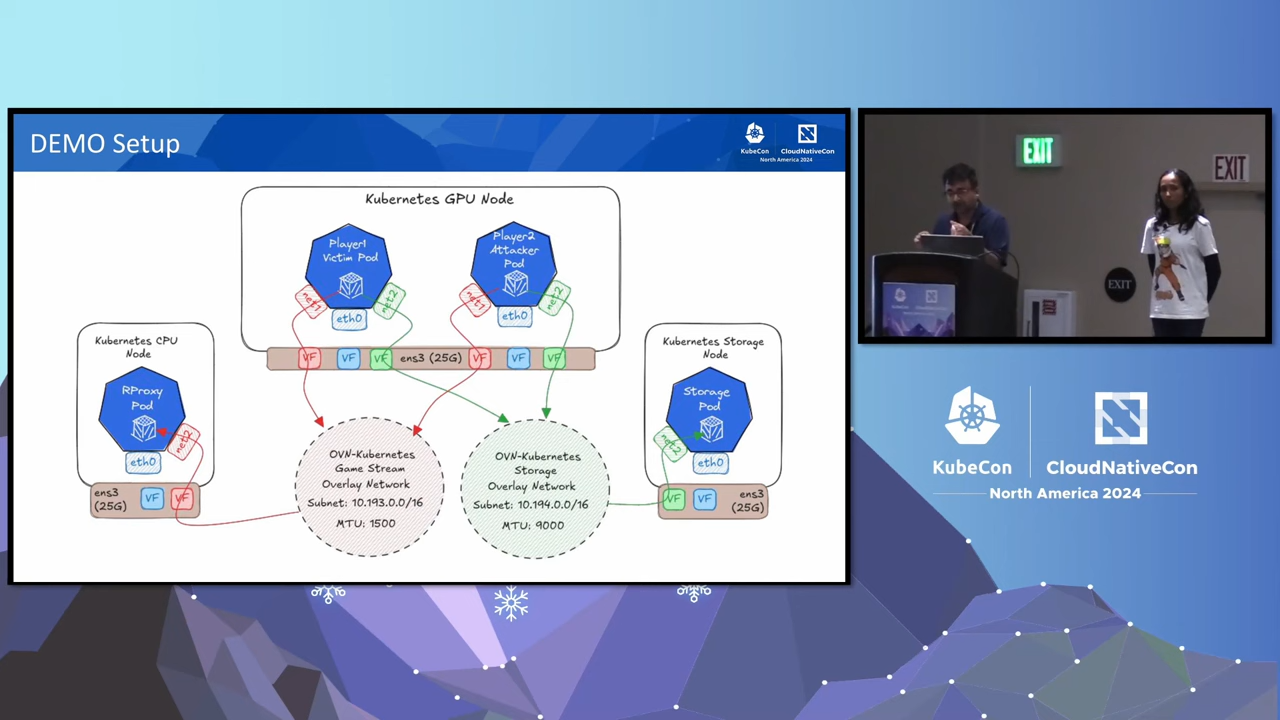 DEMO Setup
KubeCon
CloudNativeCon
North America 2024
Kubernetes GPU Node
Player1
Victim Pod
net1
net2
eth0
Player2
Attacker
Pod
net1
net2
eth0
VF
VF
VF
ens3 (25G)
VF
VF
VF
Kubernetes CPU
Node
RProxy
Pod
net2
eth0
ens3
(25G)
VF
VF
OVN-Kubernetes
Game Stream
Overlay Network
Subnet: 10.193.0.0/16
MTU: 1500
OVN-Kubernetes
Storage
Overlay Network
Subnet: 10.194.0.0/16
MTU: 9000
Kubernetes Storage
Node
Storage
Pod
net2
eth0
VF
VF
ens3
(25G)
EXIT
EXIT
EXIT
KubeCon
CloudNativeCon
North America 2024